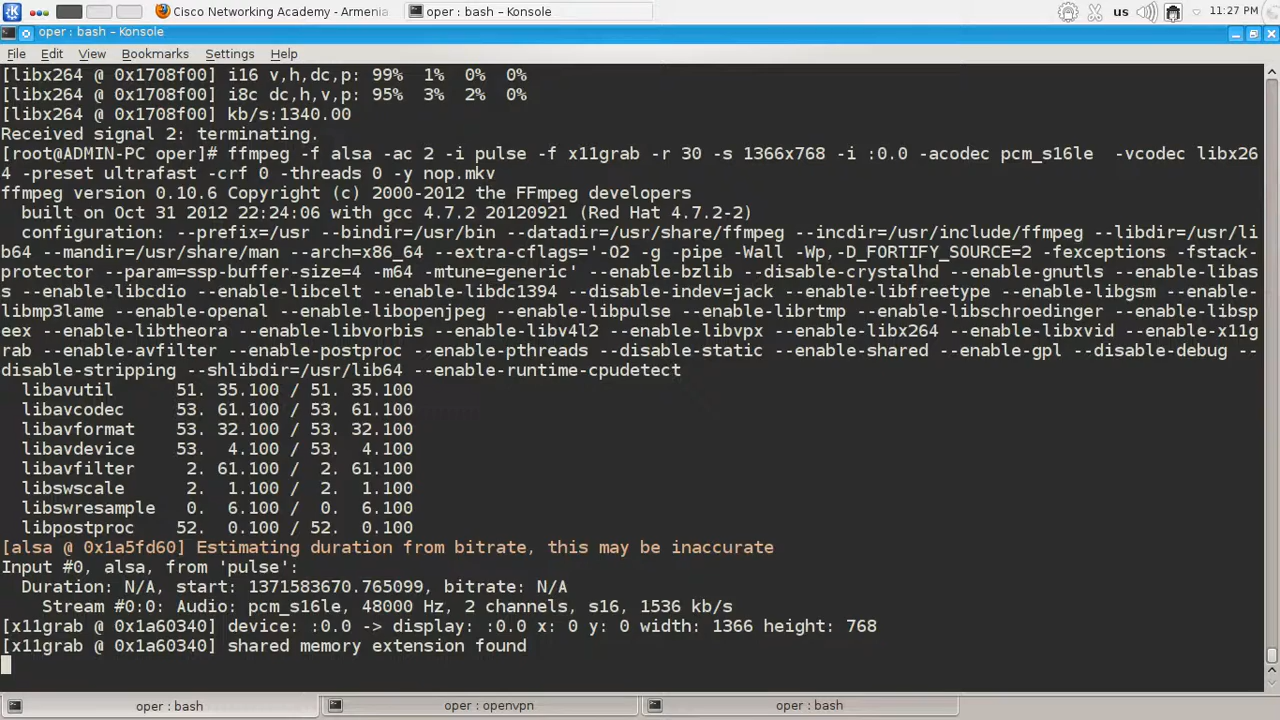 Cisco Networking Academy - Armenia
oper : bash – Konsole
us
11:27 PM
oper : bash – Konsole
File Edit View Bookmarks Settings Help
[libx264 @ 0x1708f00] i16 v,h,dc,p: 99%  1%  0%  0%
[libx264 @ 0x1708f00] i8c dc,h,v,p: 95%  3%  2%  0%
[libx264 @ 0x1708f00] kb/s:1340.00
Received signal 2: terminating.
[root@ADMIN-PC oper]# ffmpeg -f alsa -ac 2 -i pulse -f x11grab -r 30 -s 1366x768 -i :0.0 -acodec pcm_s16le  -vcodec libx26
4 -preset ultrafast -crf 0 -threads 0 -y nop.mkv
ffmpeg version 0.10.6 Copyright (c) 2000-2012 the FFmpeg developers
  built on Oct 31 2012 22:24:06 with gcc 4.7.2 20120921 (Red Hat 4.7.2-2)
  configuration: --prefix=/usr --bindir=/usr/bin --datadir=/usr/share/ffmpeg --incdir=/usr/include/ffmpeg --libdir=/usr/li
b64 --mandir=/usr/share/man --arch=x86_64 --extra-cflags='-O2 -g -pipe -Wall -Wp,-D_FORTIFY_SOURCE=2 -fexceptions -fstack-
protector --param=ssp-buffer-size=4 -m64 -mtune=generic' --enable-bzlib --disable-crystalhd --enable-gnutls --enable-libas
s --enable-libcdio --enable-libcelt --enable-libdc1394 --disable-indev=jack --enable-libfreetype --enable-libgsm --enable-
libmp3lame --enable-openal --enable-libopenjpeg --enable-libpulse --enable-librtmp --enable-libschroedinger --enable-libsp
eex --enable-libtheora --enable-libvorbis --enable-libv4l2 --enable-libvpx --enable-libx264 --enable-libxvid --enable-x11g
rab --enable-avfilter --enable-postproc --enable-pthreads --disable-static --enable-shared --enable-gpl --disable-debug --
disable-stripping --shlibdir=/usr/lib64 --enable-runtime-cpudetect
  libavutil      51. 35.100 / 51. 35.100
  libavcodec     53. 61.100 / 53. 61.100
  libavformat    53. 32.100 / 53. 32.100
  libavdevice    53.  4.100 / 53.  4.100
  libavfilter     2. 61.100 /  2. 61.100
  libswscale      2.  1.100 /  2.  1.100
  libswresample   0.  6.100 /  0.  6.100
  libpostproc    52.  0.100 / 52.  0.100
[alsa @ 0x1a5fd60] Estimating duration from bitrate, this may be inaccurate
Input #0, alsa, from 'pulse':
  Duration: N/A, start: 1371583670.765099, bitrate: N/A
    Stream #0:0: Audio: pcm_s16le, 48000 Hz, 2 channels, s16, 1536 kb/s
[x11grab @ 0x1a60340] device: :0.0 -> display: :0.0 x: 0 y: 0 width: 1366 height: 768
[x11grab @ 0x1a60340] shared memory extension found
oper : bash
oper : openvpn
oper : bash